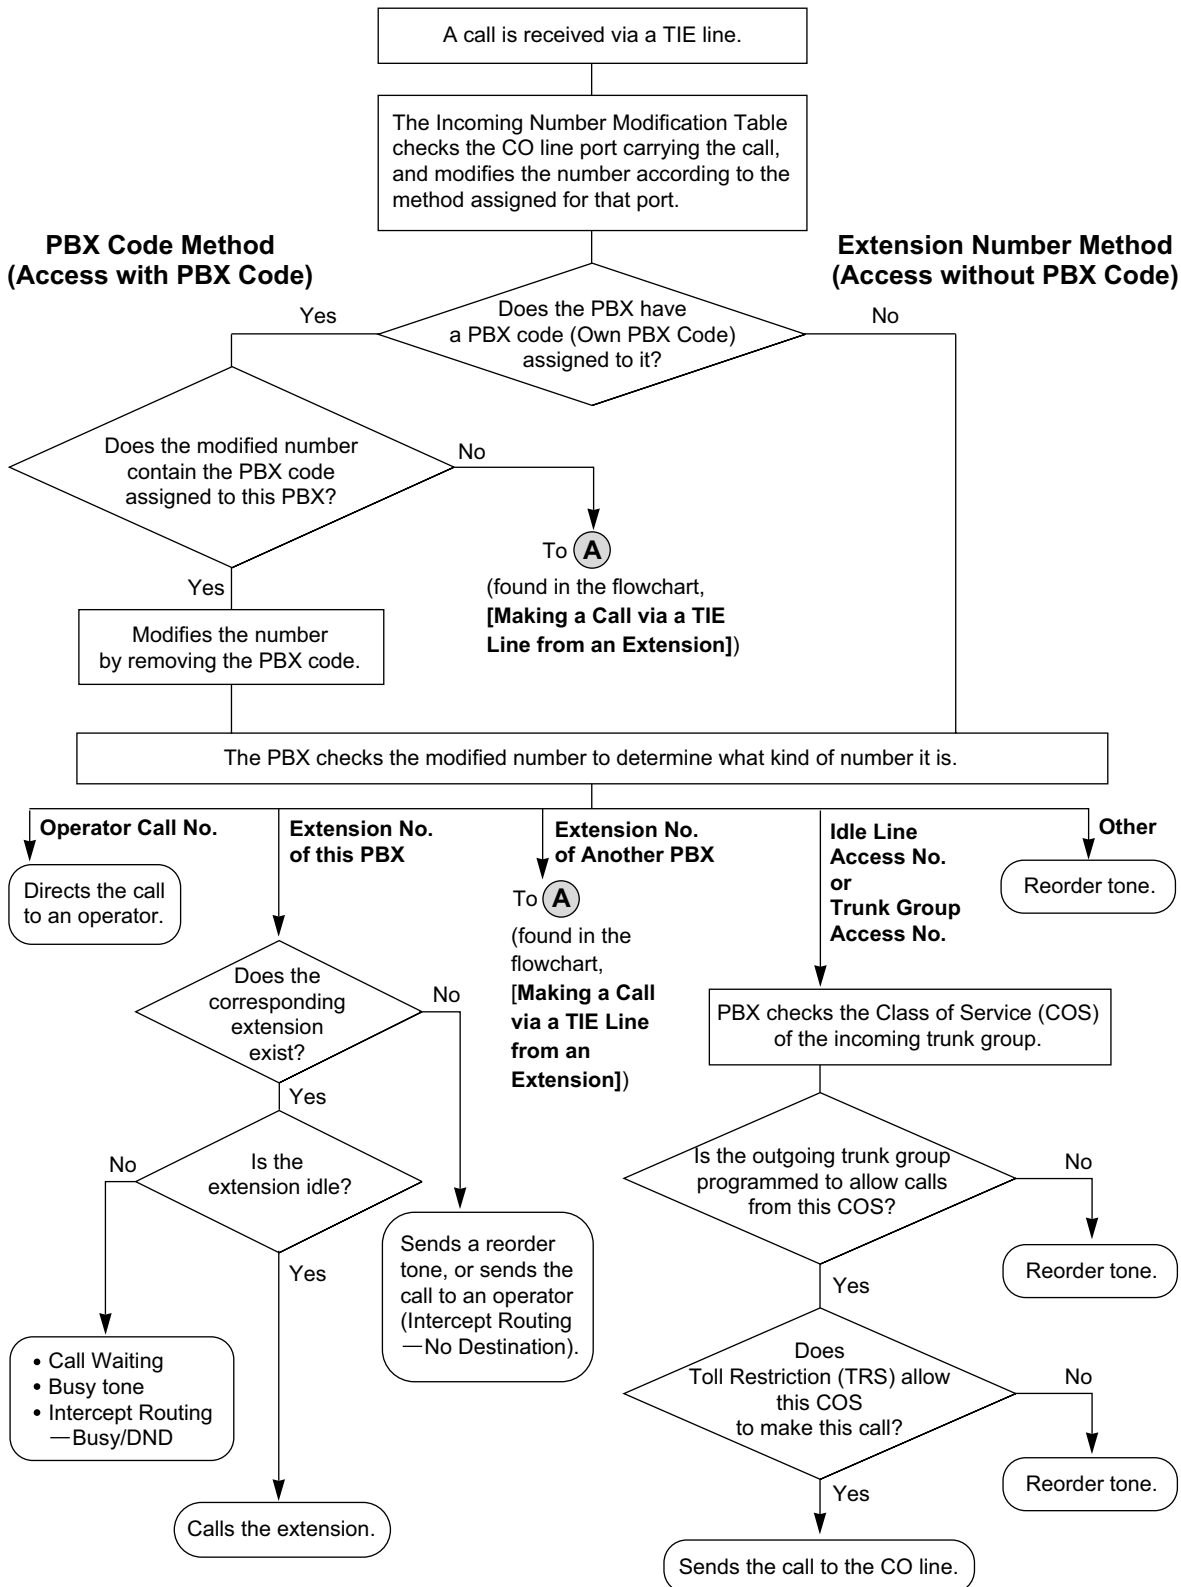 A call is received via a TIE line.
The Incoming Number Modification Table
checks the CO line port carrying the call,
and modifies the number according to the
method assigned for that port.
PBX Code Method
(Access with PBX Code)
Extension Number Method
(Access without PBX Code)
Yes
Does the PBX have
a PBX code (Own PBX Code)
assigned to it?
No
Does the modified number
contain the PBX code
assigned to this PBX?
No
To A
(found in the flowchart,
[Making a Call via a TIE
Line from an Extension])
Yes
Modifies the number
by removing the PBX code.
The PBX checks the modified number to determine what kind of number it is.
Operator Call No.
Directs the call
to an operator.
Extension No.
of this PBX
Extension No.
of Another PBX
To A
(found in the
flowchart,
[Making a Call
via a TIE Line
from an
Extension])
Idle Line
Access No.
or
Trunk Group
Access No.
Other
Reorder tone.
Does the
corresponding
extension
exist?
No
Yes
PBX checks the Class of Service (COS)
of the incoming trunk group.
No
Is the
extension idle?
Yes
Sends a reorder
tone, or sends the
call to an operator
(Intercept Routing
—No Destination).
Is the outgoing trunk group
programmed to allow calls
from this COS?
No
Reorder tone.
Yes
• Call Waiting
• Busy tone
• Intercept Routing
—Busy/DND
Does
Toll Restriction (TRS) allow
this COS
to make this call?
No
Reorder tone.
Yes
Calls the extension.
Sends the call to the CO line.